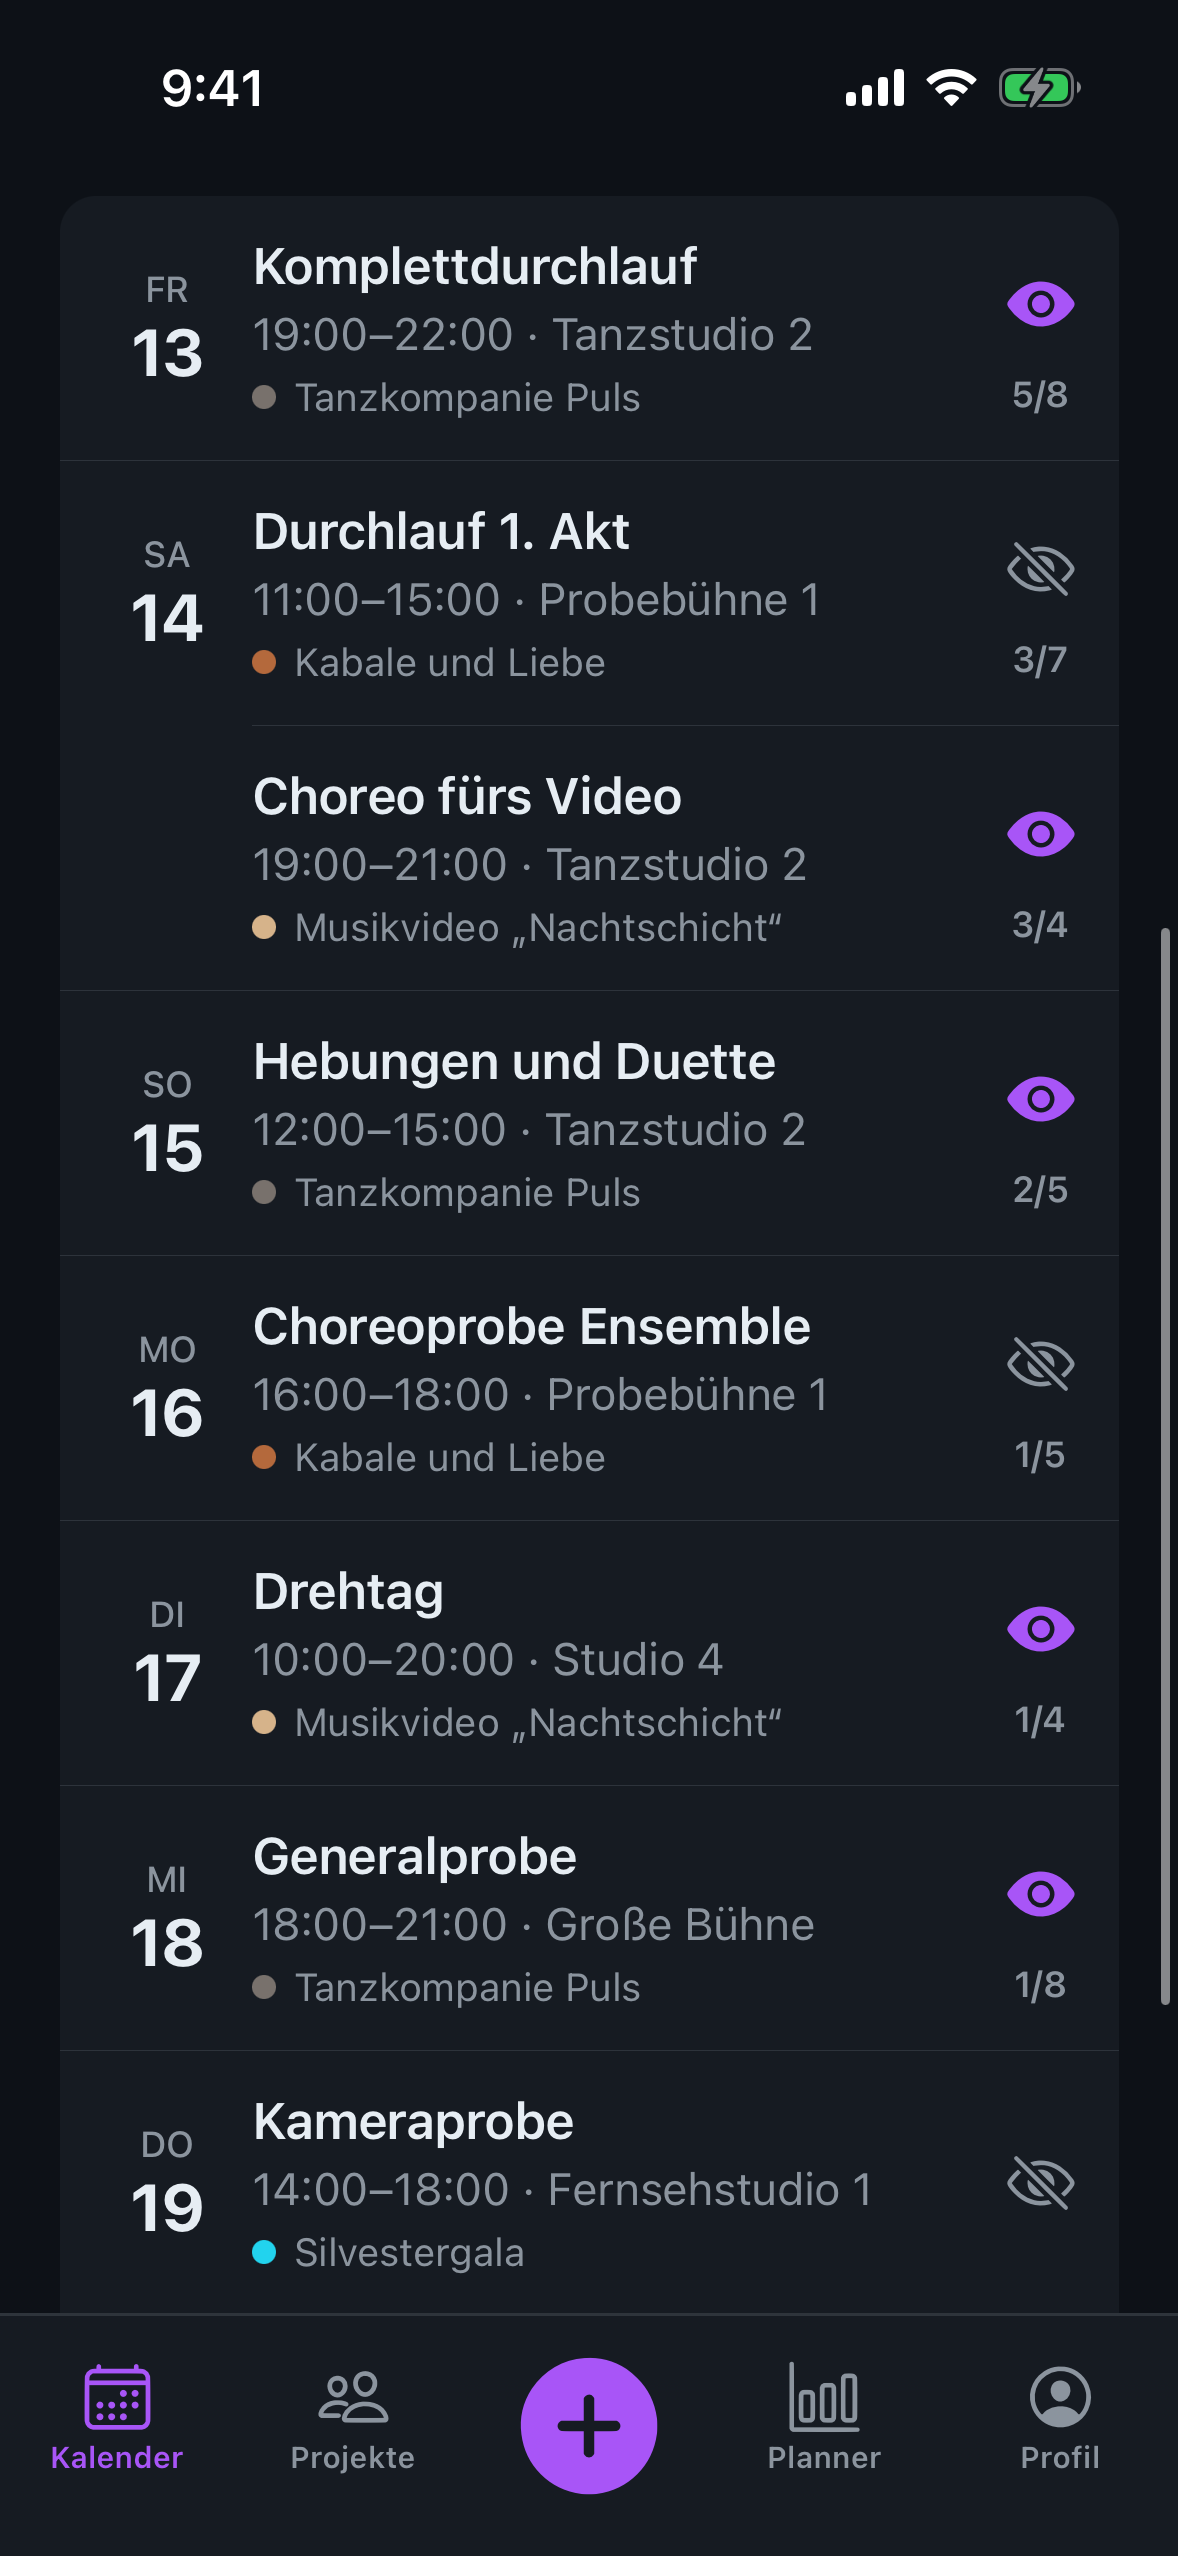 9:41
FR
13
Komplettdurchlauf
19:00–22:00 · Tanzstudio 2
Tanzkompanie Puls
5/8
SA
14
Durchlauf 1. Akt
11:00–15:00 · Probebühne 1
Kabale und Liebe
3/7
Choreo fürs Video
19:00–21:00 · Tanzstudio 2
Musikvideo „Nachtschicht“
3/4
SO
15
Hebungen und Duette
12:00–15:00 · Tanzstudio 2
Tanzkompanie Puls
2/5
MO
16
Choreoprobe Ensemble
16:00–18:00 · Probebühne 1
Kabale und Liebe
1/5
DI
17
Drehtag
10:00–20:00 · Studio 4
Musikvideo „Nachtschicht“
1/4
MI
18
Generalprobe
18:00–21:00 · Große Bühne
Tanzkompanie Puls
1/8
DO
19
Kameraprobe
14:00–18:00 · Fernsehstudio 1
Silvestergala
Kalender
Projekte
Planner
Profil